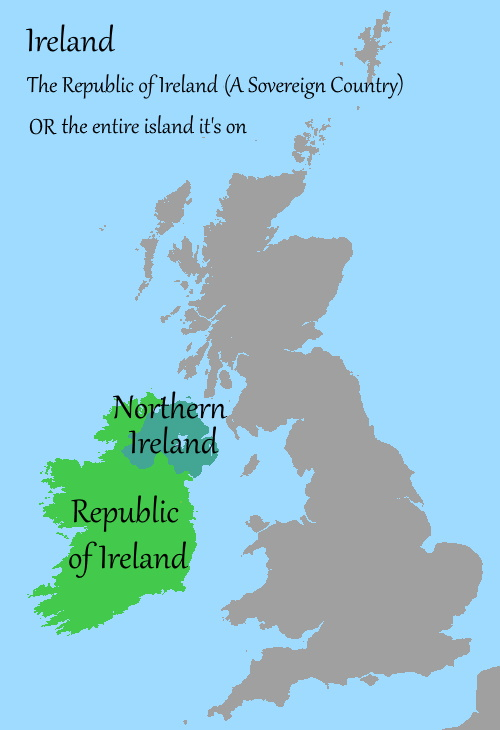 Ireland
The Republic of Ireland (A Sovereign Country)
OR the entire island it's on
Northern
Ireland
Republic
of Ireland